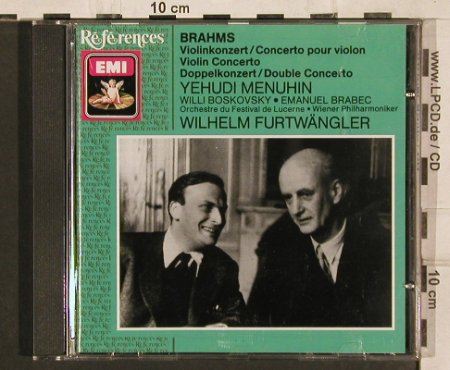 10 cm
Références
EMI
BRAHMS
Violinkonzert/Concerto pour violon
Violin Concerto
Doppelkonzert/Double Concerto
YEHUDI MENUHIN
WILLI BOSKOVSKY • EMANUEL BRABEC
Orchestre du Festival de Lucerne • Wiener Philharmoniker
WILHELM FURTWÄNGLER
www.LPCD.de / CD
10 cm